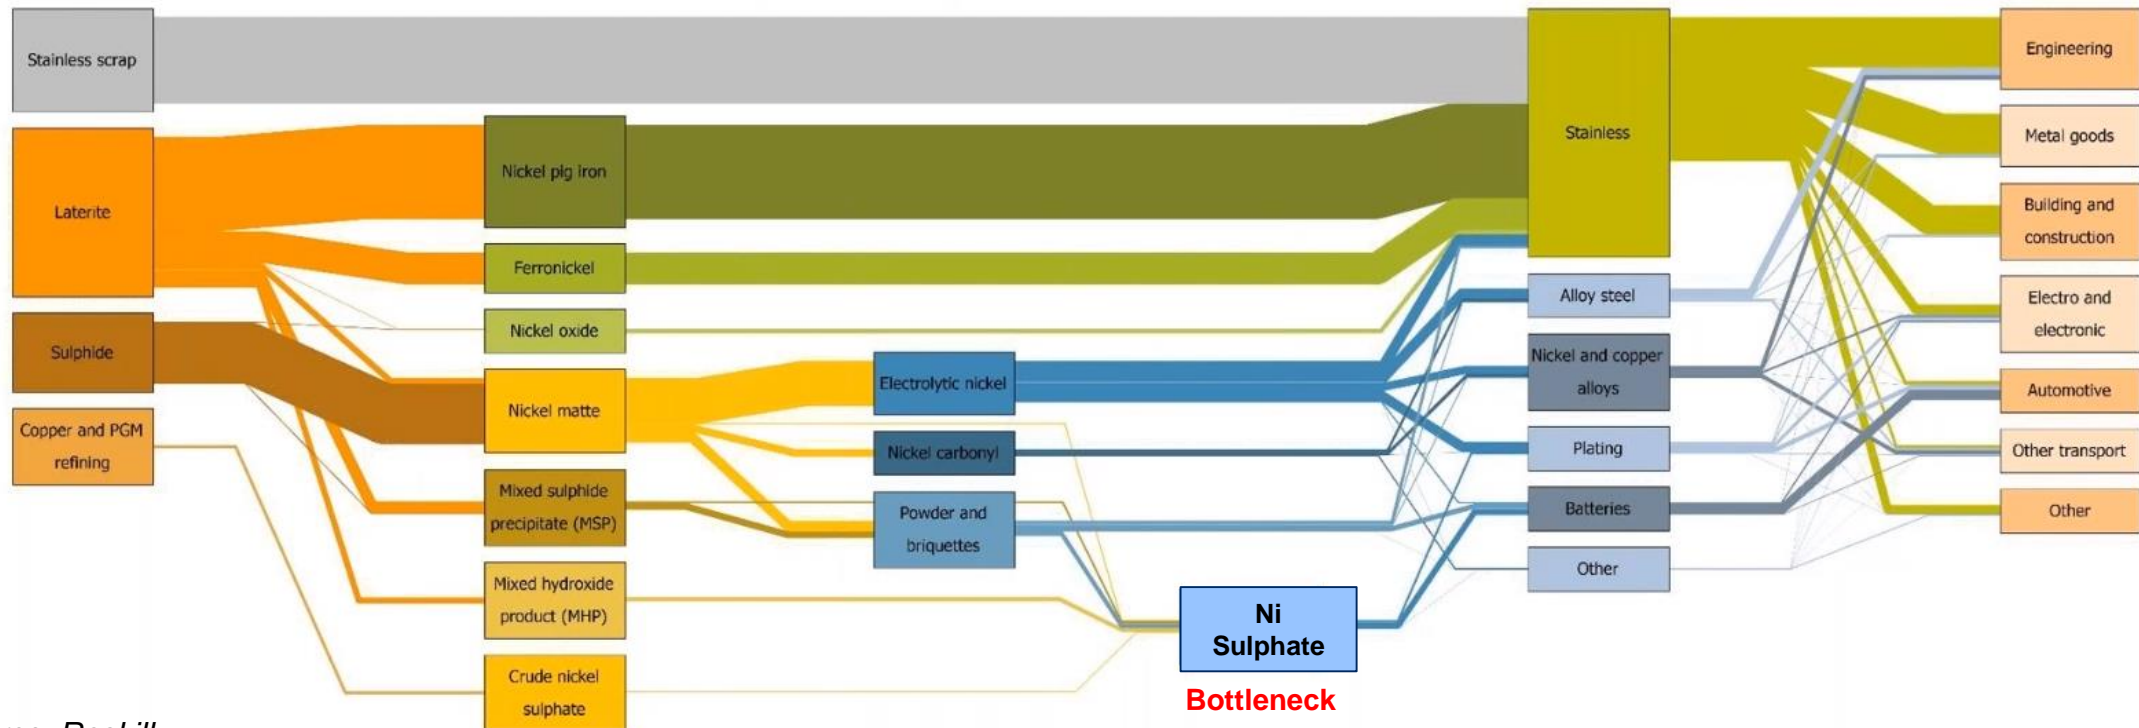 Stainless scrap
Laterite
Sulphide
Copper and PGM
refining
Nickel pig iron
Ferronickel
Nickel oxide
Nickel matte
Mixed sulphide
precipitate (MSP)
Mixed hydroxide
product (MHP)
Crude nickel
sulphate
Electrolytic nickel
Nickel carbonyl
Powder and
briquettes
Ni
Sulphate
Bottleneck
Stainless
Alloy steel
Nickel and copper
alloys
Plating
Batteries
Other
Engineering
Metal goods
Building and
construction
Electro and
electronic
Automotive
Other transport
Other